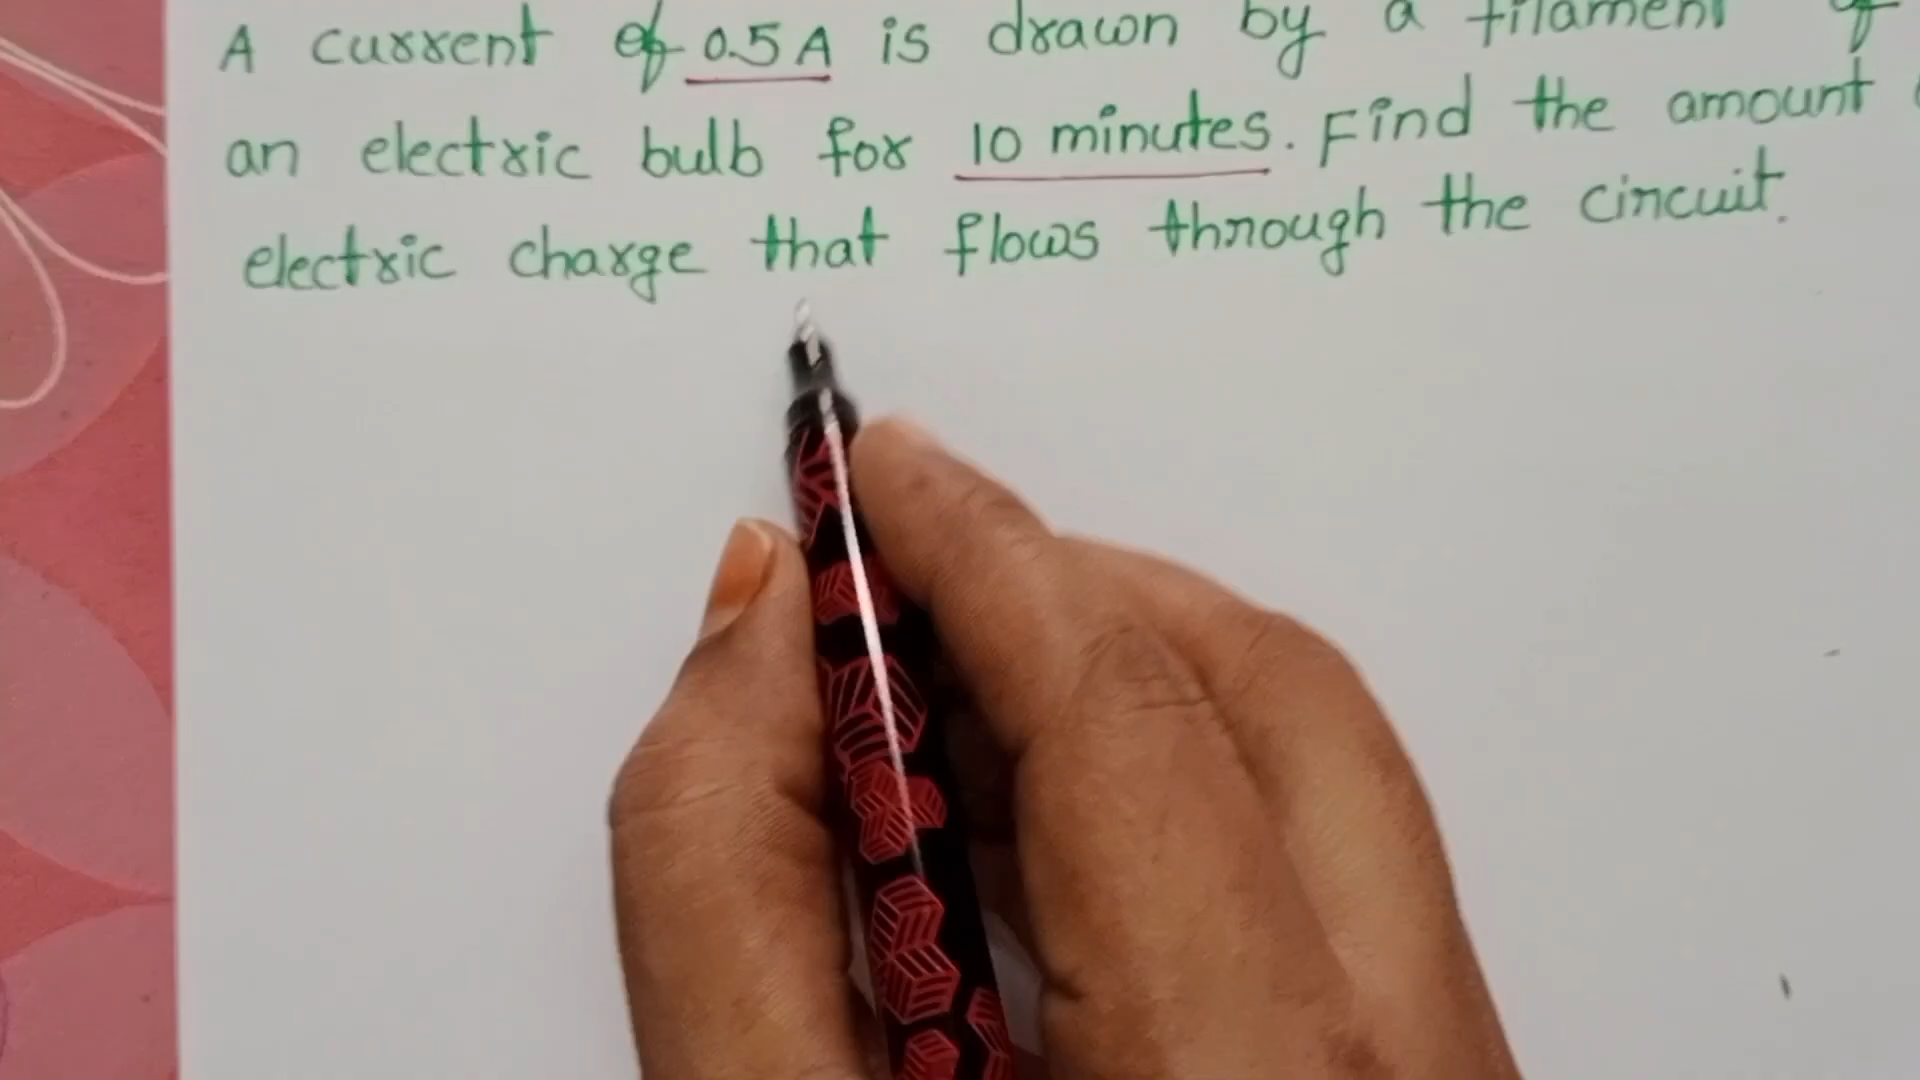 A current of 0.5 A is drawn by a filament of
an electric bulb for 10 minutes. Find the amount
electric charge that flows through the circuit.